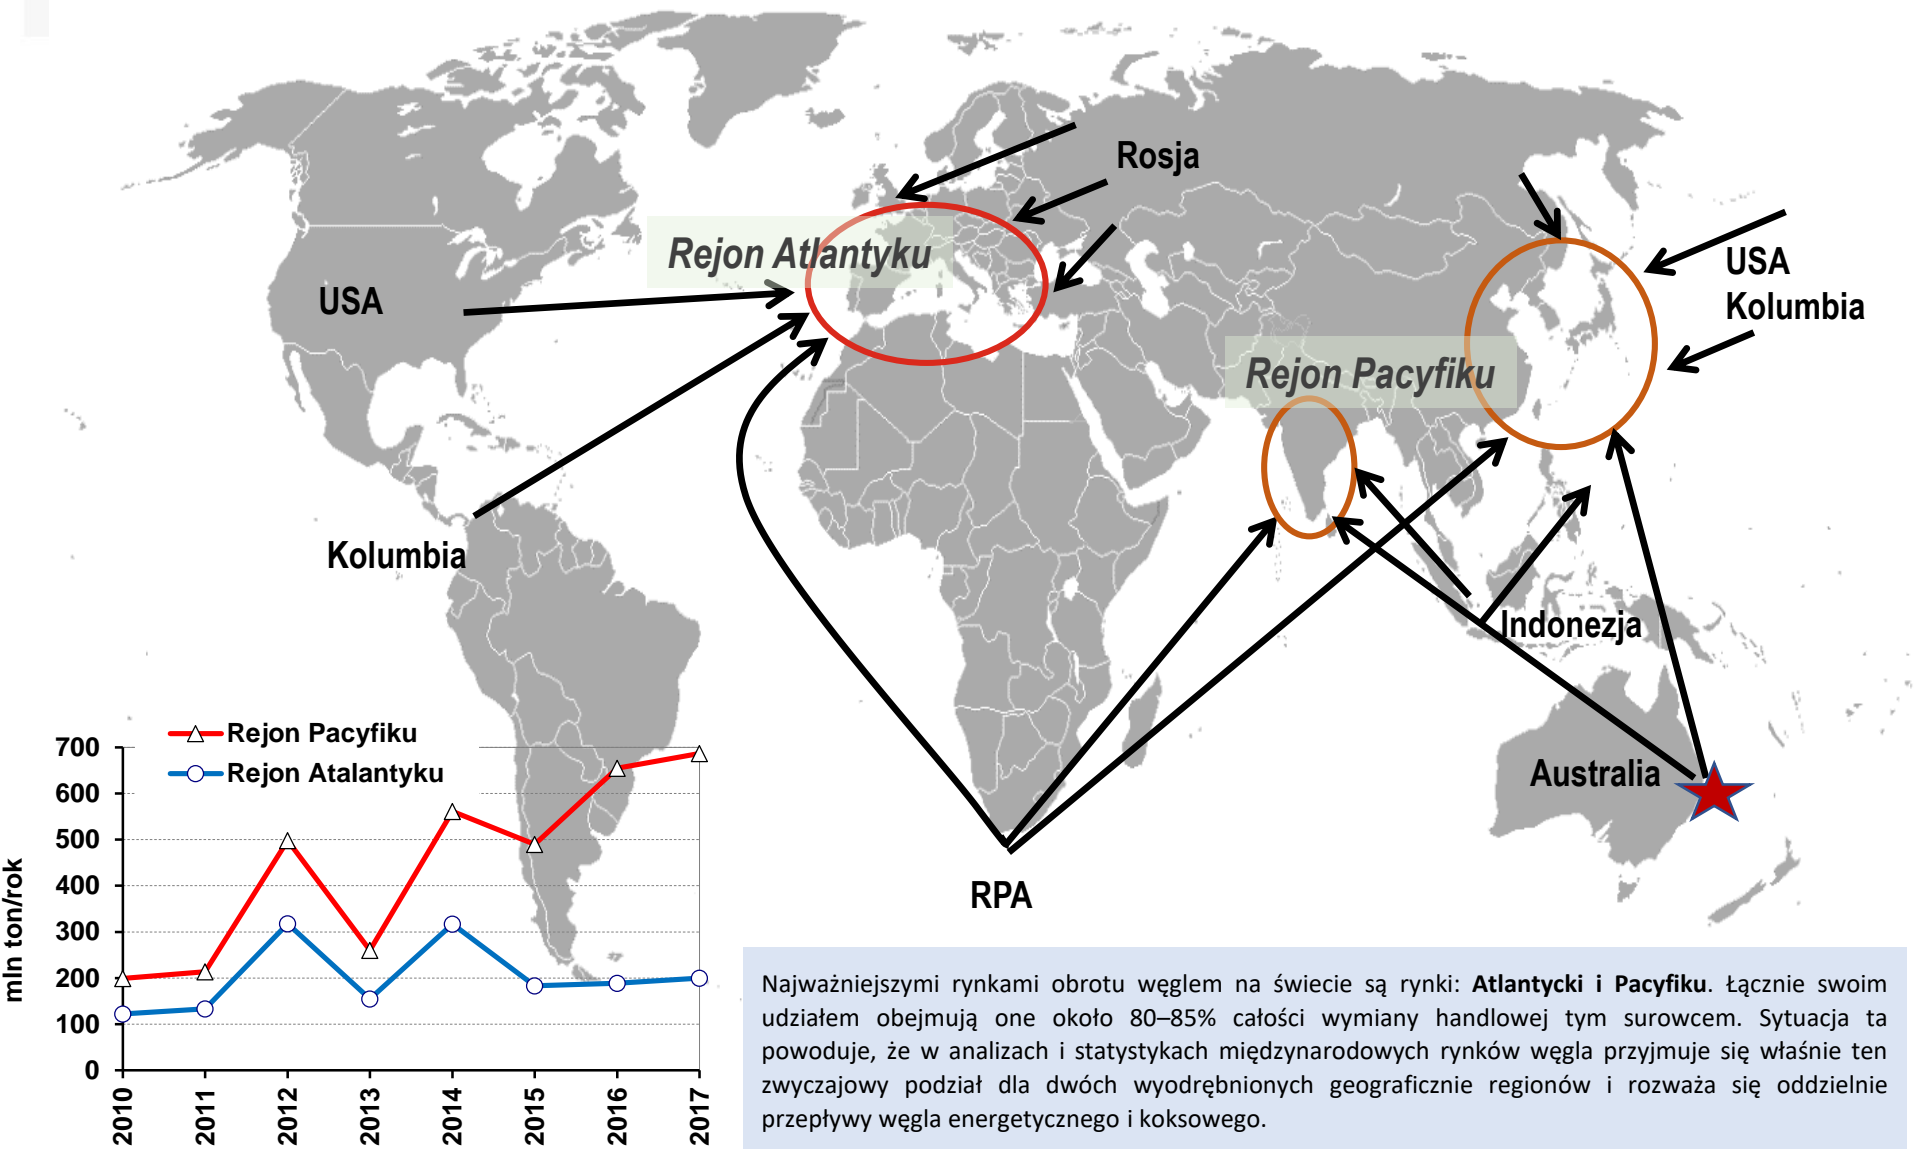 Rosja
Rejon Atlantyku
USA
USA
Kolumbia
Rejon Pacyfiku
Kolumbia
Indonezja
Australia
RPA
Rejon Pacyfiku
Rejon Atalantyku
mln ton/rok
700
600
500
400
300
200
100
0
2010
2011
2012
2013
2014
2015
2016
2017
Najważniejszymi rynkami obrotu węglem na świecie są rynki: Atlantycki i Pacyfiku. Łącznie swoim
udziałem obejmują one około 80–85% całości wymiany handlowej tym surowcem. Sytuacja ta
powoduje, że w analizach i statystykach międzynarodowych rynków węgla przyjmuje się właśnie ten
zwyczajowy podział dla dwóch wyodrębnionych geograficznie regionów i rozważa się oddzielnie
przepływy węgla energetycznego i koksowego.